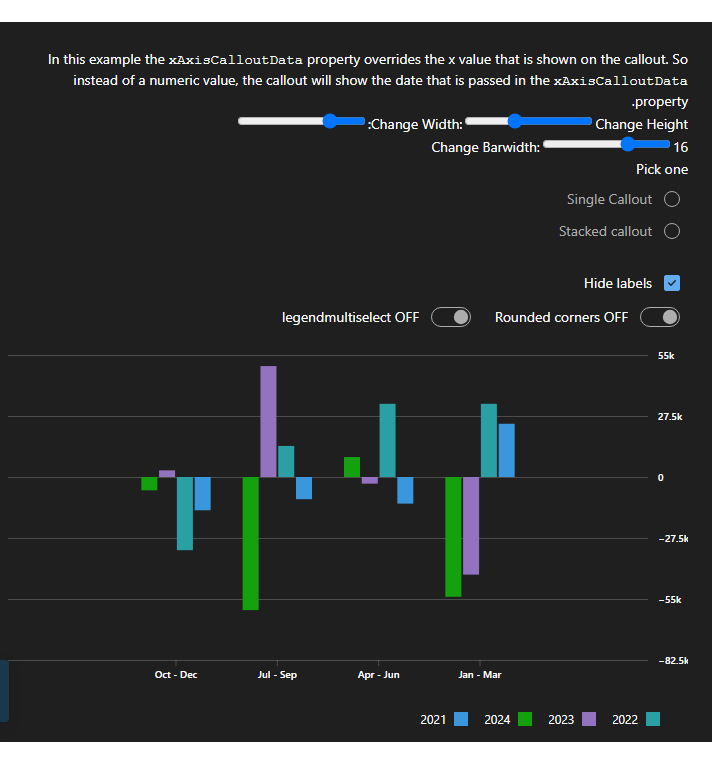 In this example the xAxisCalloutData property overrides the x value that is shown on the callout. So
instead of a numeric value, the callout will show the date that is passed in the xAxisCalloutData
.property
:Change Width: Change Height
Change Barwidth: 16
Pick one
Single Callout
Stacked callout
Hide labels
legendmultiselect OFF Rounded corners OFF
55k
27.5k
0
−27.5k
−55k
−82.5k
Oct - Dec Jul - Sep Apr - Jun Jan - Mar
2021 2024 2023 2022